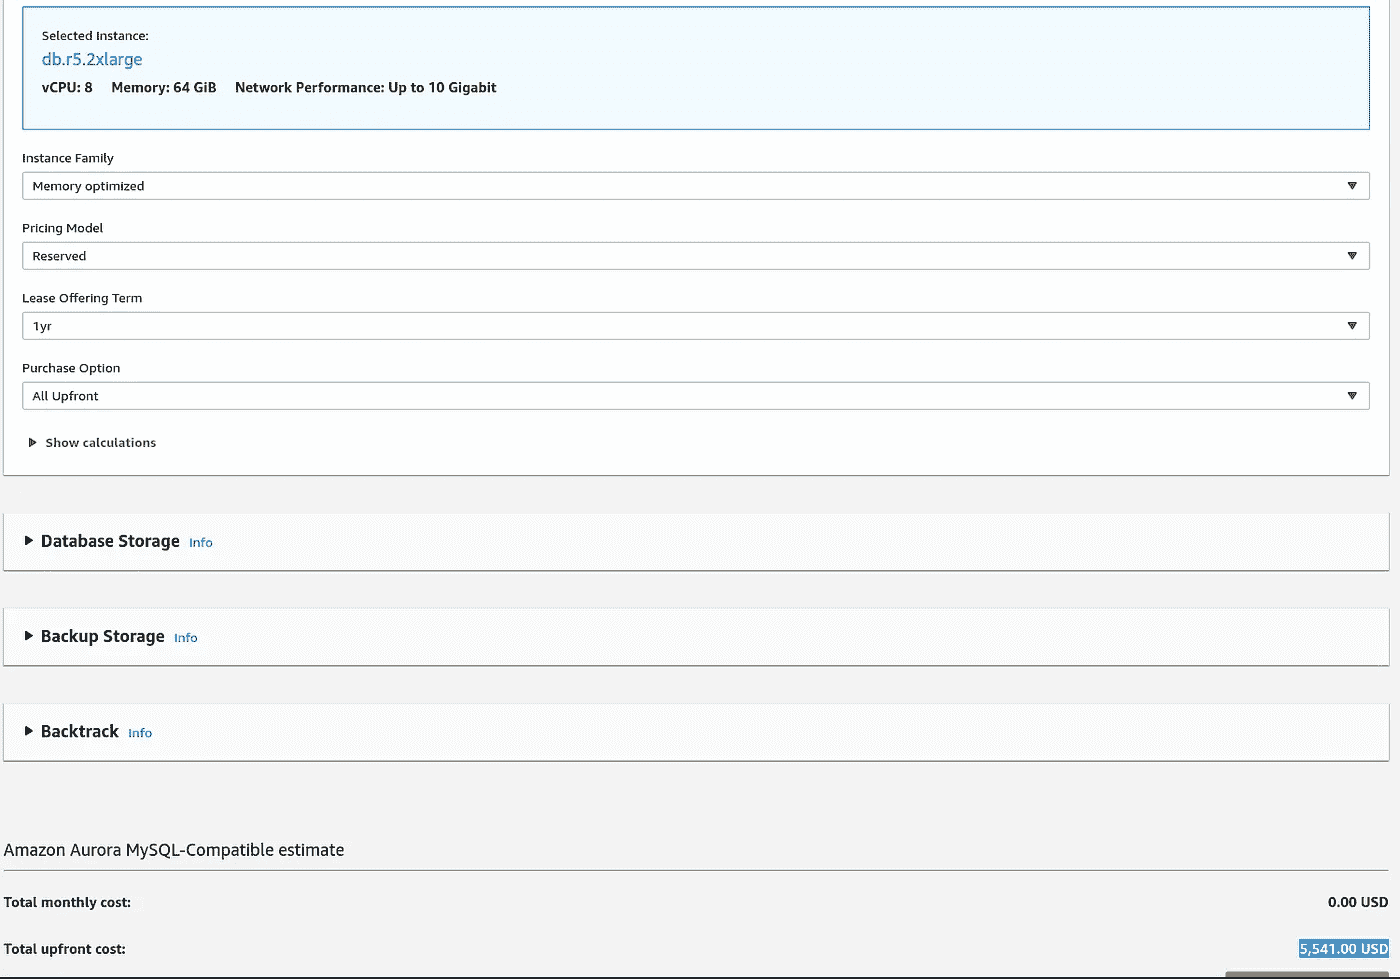 Selected Instance:
db.r5.2xlarge
vCPU: 8 Memory: 64 GiB Network Performance: Up to 10 Gigabit
Instance Family
Memory optimized
Pricing Model
Reserved
Lease Offering Term
1yr
Purchase Option
All Upfront
Show calculations
Database Storage Info
Backup Storage Info
Backtrack Info
Amazon Aurora MySQL-Compatible estimate
Total monthly cost: 0.00 USD
Total upfront cost: 5,541.00 USD